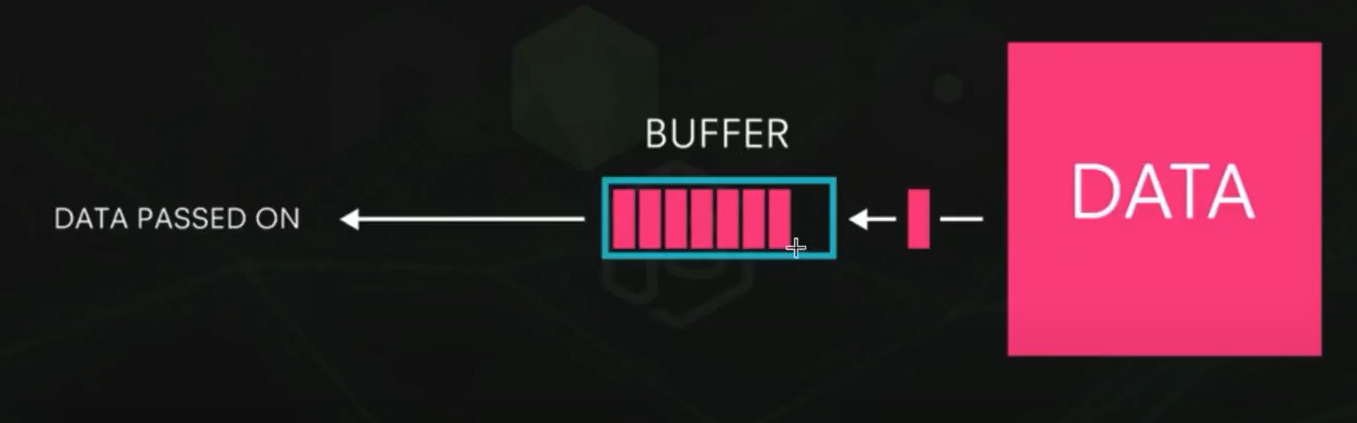 BUFFER
DATA PASSED ON
DATA